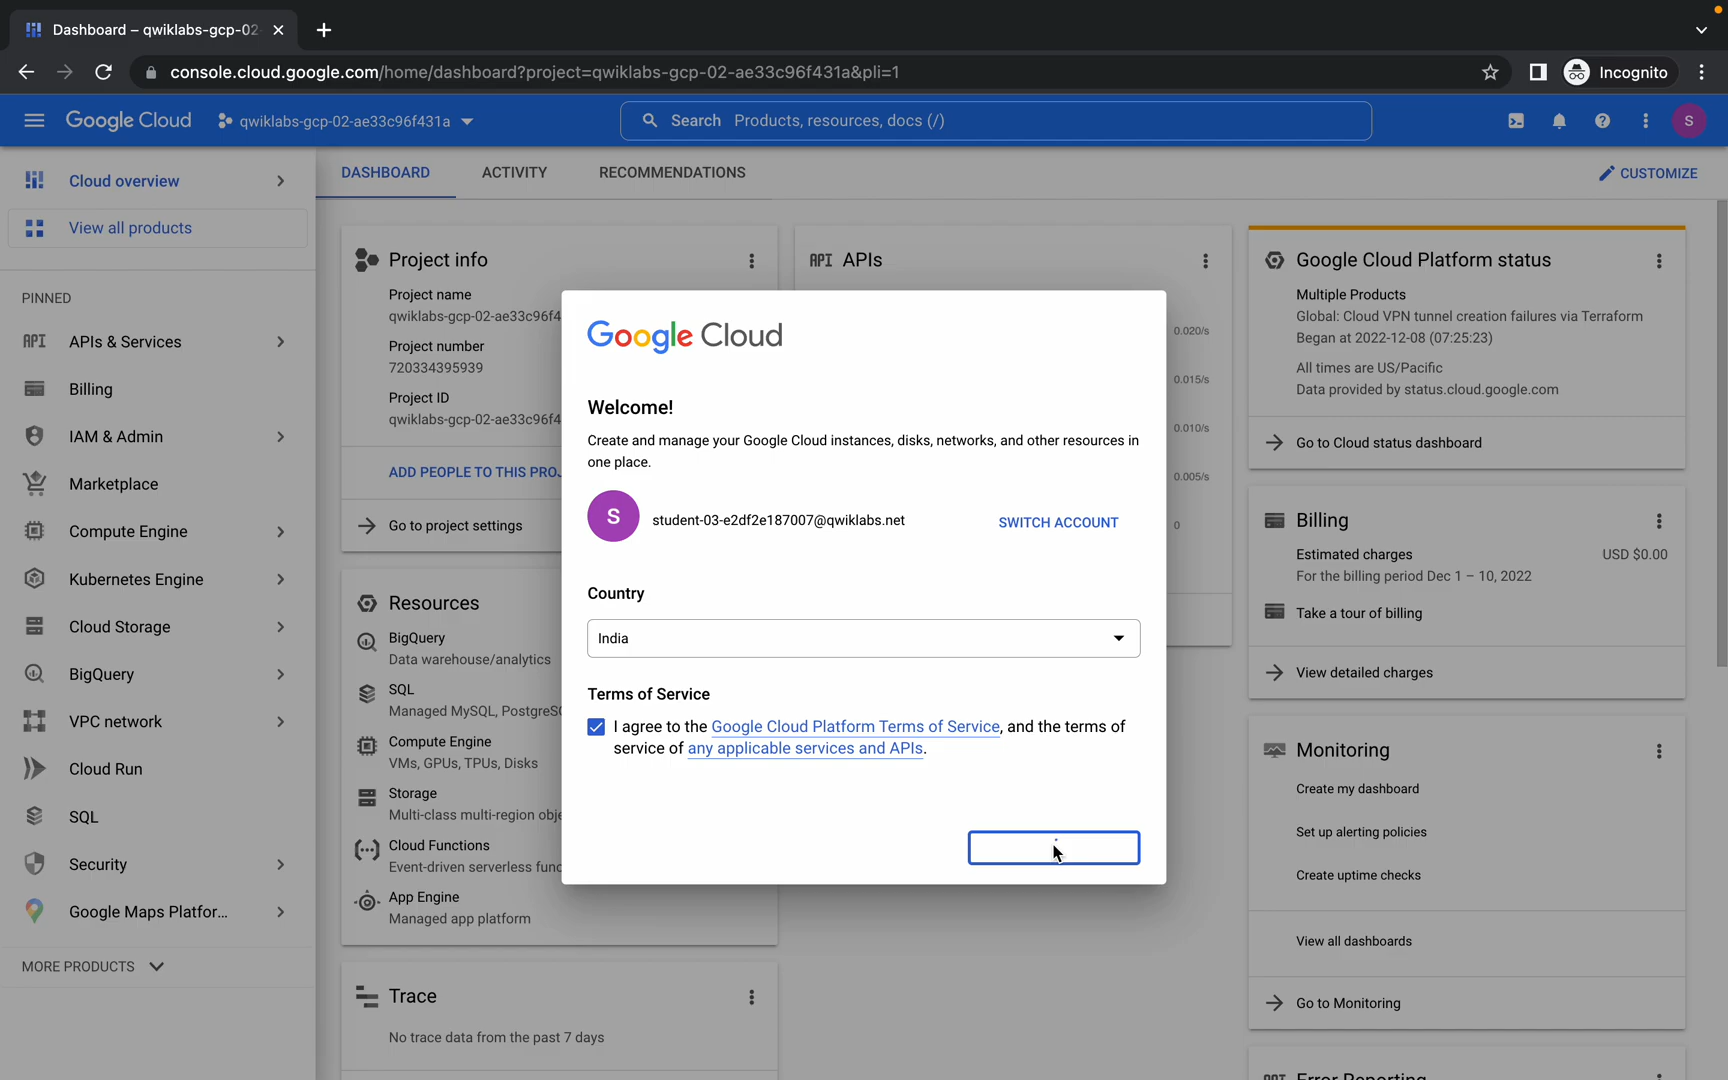 Dashboard – qwiklabs-gcp-02
console.cloud.google.com/home/dashboard?project=qwiklabs-gcp-02-ae33c96f431a&pli=1
Incognito
Google Cloud
qwiklabs-gcp-02-ae33c96f431a
Search Products, resources, docs (/)
S
Cloud overview
View all products
PINNED
API APIs & Services
Billing
IAM & Admin
Marketplace
Compute Engine
Kubernetes Engine
Cloud Storage
BigQuery
VPC network
Cloud Run
SQL
Security
Google Maps Platfor...
MORE PRODUCTS
DASHBOARD
ACTIVITY
RECOMMENDATIONS
CUSTOMIZE
Project info
Project name
qwiklabs-gcp-02-ae33c96f4
Project number
720334395939
Project ID
qwiklabs-gcp-02-ae33c96f4
ADD PEOPLE TO THIS PROJ
Go to project settings
Resources
BigQuery
Data warehouse/analytics
SQL
Managed MySQL, PostgreS
Compute Engine
VMs, GPUs, TPUs, Disks
Storage
Multi-class multi-region obje
Cloud Functions
Event-driven serverless func
App Engine
Managed app platform
Trace
No trace data from the past 7 days
API APIs
0.020/s
0.015/s
0.010/s
0.005/s
0
Google Cloud
Welcome!
Create and manage your Google Cloud instances, disks, networks, and other resources in
one place.
S
student-03-e2df2e187007@qwiklabs.net
SWITCH ACCOUNT
Country
India
Terms of Service
I agree to the Google Cloud Platform Terms of Service, and the terms of
service of any applicable services and APIs.
Google Cloud Platform status
Multiple Products
Global: Cloud VPN tunnel creation failures via Terraform
Began at 2022-12-08 (07:25:23)
All times are US/Pacific
Data provided by status.cloud.google.com
Go to Cloud status dashboard
Billing
Estimated charges USD $0.00
For the billing period Dec 1 – 10, 2022
Take a tour of billing
View detailed charges
Monitoring
Create my dashboard
Set up alerting policies
Create uptime checks
View all dashboards
Go to Monitoring
Error Reporting